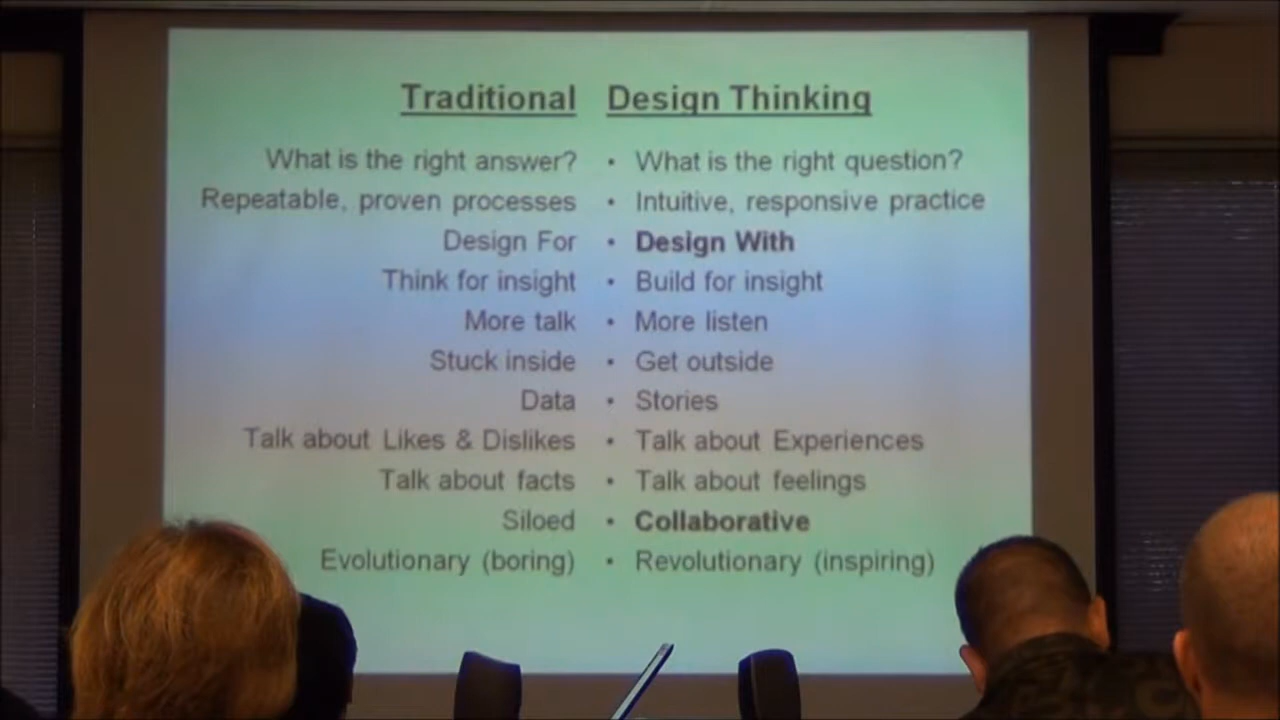 Traditional Design Thinking
What is the right answer? • What is the right question?
Repeatable, proven processes • Intuitive, responsive practice
Design For • Design With
Think for insight • Build for insight
More talk • More listen
Stuck inside • Get outside
Data • Stories
Talk about Likes & Dislikes • Talk about Experiences
Talk about facts • Talk about feelings
Siloed • Collaborative
Evolutionary (boring) • Revolutionary (inspiring)